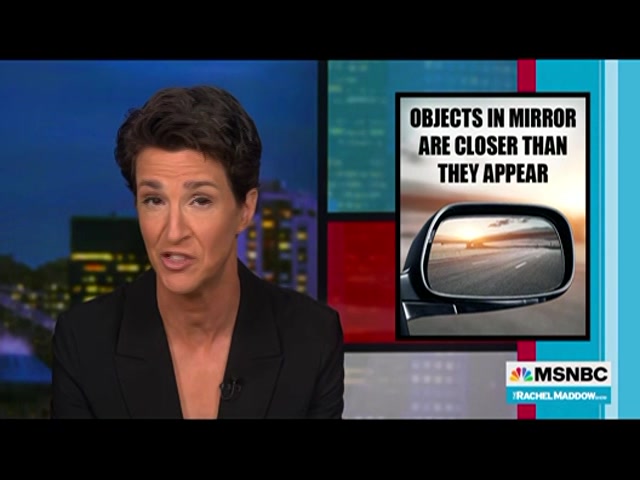 OBJECTS IN MIRROR
ARE CLOSER THAN
THEY APPEAR
MSNBC
RACHEL MADDOW